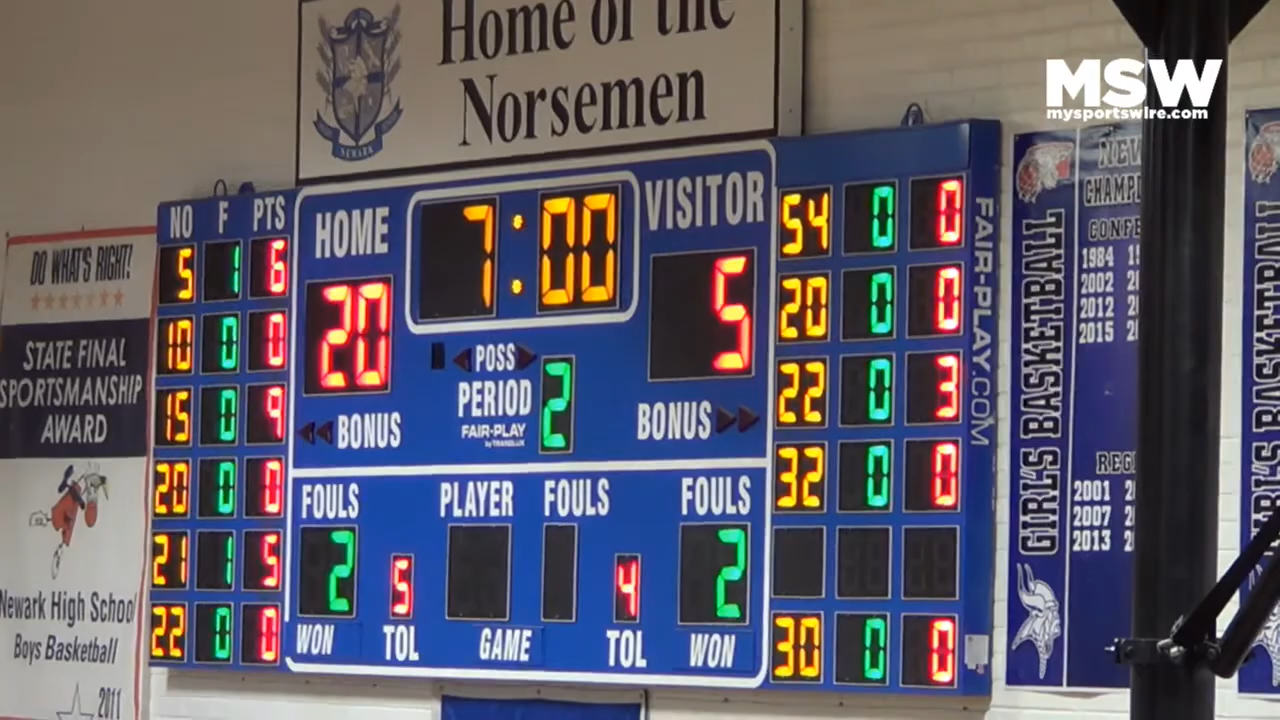 Home of the
Norsemen
NEWARK
MSW
mysportswire.com
NO F PTS
5 1 6
10 0 0
15 0 9
20 0 0
21 1 5
22 0 0
HOME
20
7:00
VISITOR
5
POSS
PERIOD
2
FAIR-PLAY
by TRANS-LUX
BONUS
BONUS
FOULS
2
PLAYER FOULS
FOULS
2
5
TOL
4
TOL
WON
GAME
WON
54 0 0
20 0 0
22 0 3
32 0 0
30 0 0
FAIR-PLAY.COM
DO WHAT'S RIGHT!
STATE FINAL
SPORTSMANSHIP
AWARD
Newark High School
Boys Basketball
2011
GIRL'S BASKETBALL
1984
2002
2012
2015
2001
2007
2013